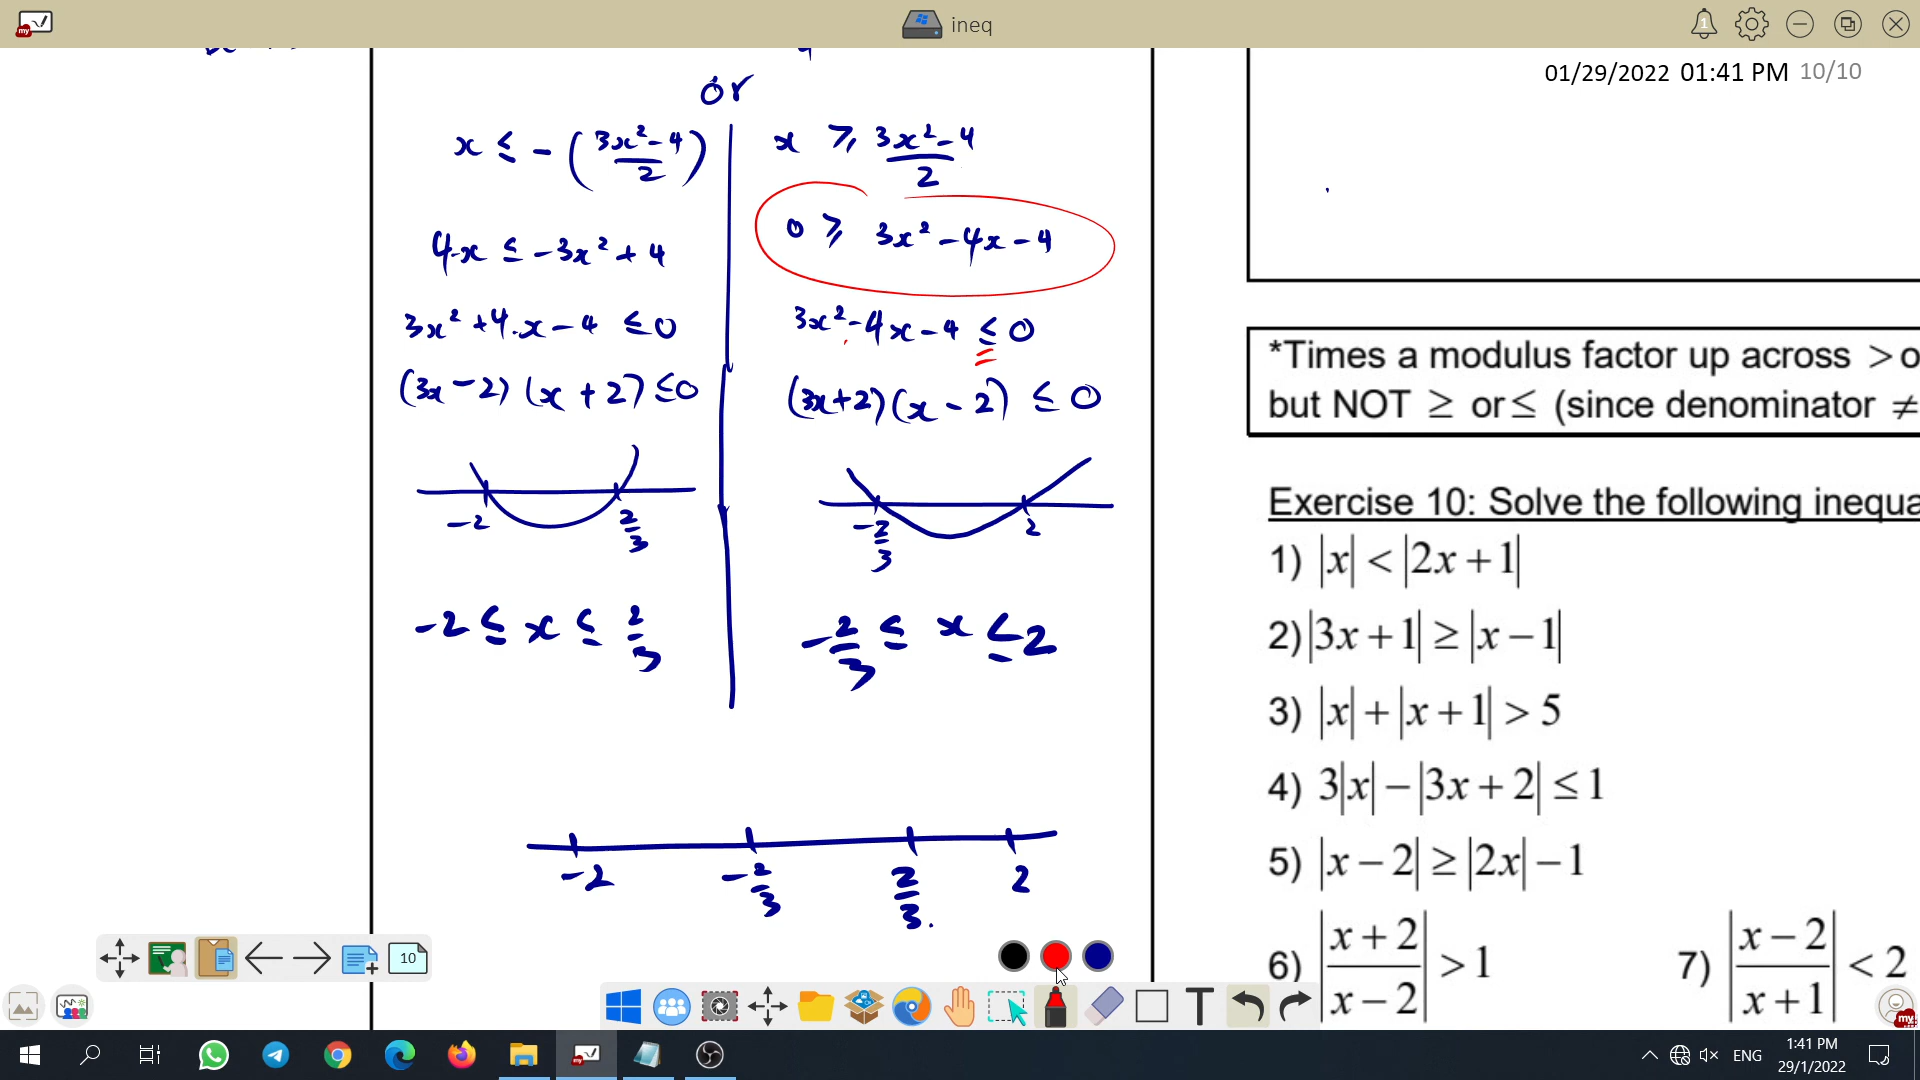 ineq
01/29/2022 01:41 PM 10/10
or
x ≤ -(3x²-4/2)
4x ≤ -3x²+4
3x²+4x-4 ≤0
(3x-2)(x+2)≤0
-2 2/3
-2 ≤ x ≤ 2/3
x ≥ 3x²-4/2
0 ≥ 3x²-4x-4
3x²-4x-4 ≤ 0
(3x+2)(x-2) ≤ 0
-2/3 2
-2/3 ≤ x ≤2
-2 -2/3 2/3 2
*Times a modulus factor up across >
but NOT ≥ or≤ (since denominator ≠
Exercise 10: Solve the following
1) |x| < |2x+1|
2) |3x+1| ≥ |x-1|
3) |x|+|x+1| > 5
4) 3|x|-|3x+2| ≤ 1
5) |x-2| ≥ |2x|-1
6) |x+2/x-2| > 1 7) |x-2/x+1| < 2
10
my
ENG
1:41 PM
29/1/2022